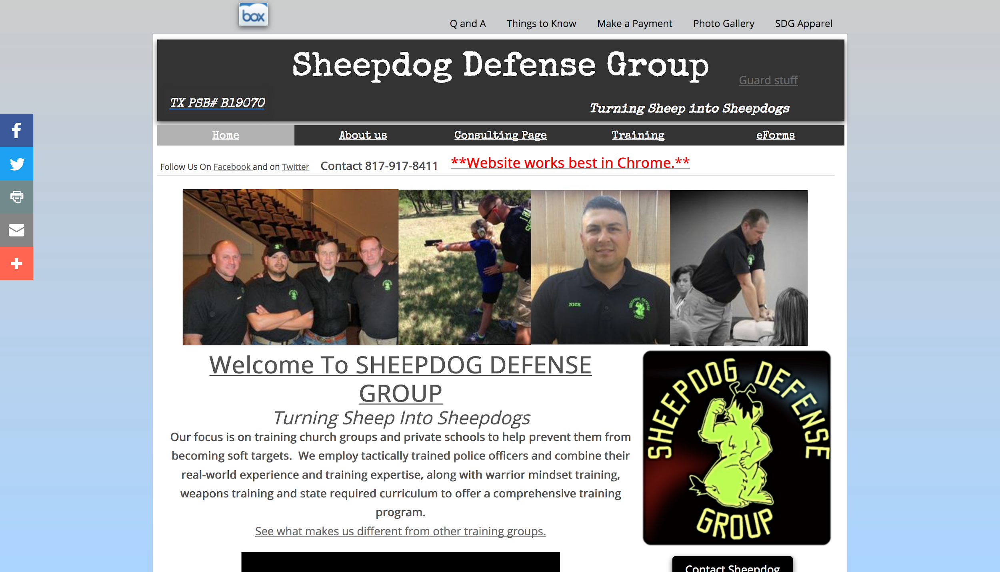 box
Q and A Things to Know Make a Payment Photo Gallery SDG Apparel
Sheepdog Defense Group
Guard stuff
TX PSB# B19070
Turning Sheep into Sheepdogs
Home About us Consulting Page Training eForms
Follow Us On Facebook and on Twitter Contact 817-917-8411 **Website works best in Chrome.**
NICK
SHEEPDOG DEFENSE
GROUP
Welcome To SHEEPDOG DEFENSE
GROUP
Turning Sheep Into Sheepdogs
Our focus is on training church groups and private schools to help prevent them from
becoming soft targets. We employ tactically trained police officers and combine their
real-world experience and training expertise, along with warrior mindset training,
weapons training and state required curriculum to offer a comprehensive training
program.
See what makes us different from other training groups.
SHEEPDOG DEFENSE
GROUP
Contact Sheepdog